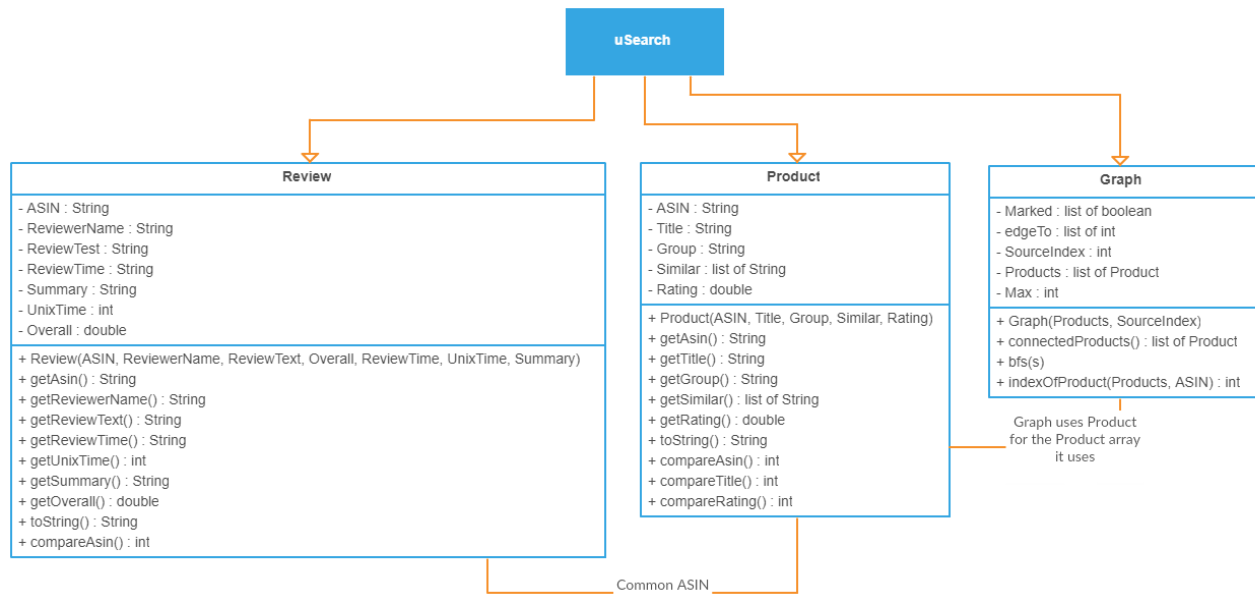 uSearch
Review
- ASIN : String
- ReviewerName : String
- ReviewTest : String
- ReviewTime : String
- Summary : String
- UnixTime : int
- Overall : double
+ Review(ASIN, ReviewerName, ReviewText, Overall, ReviewTime, UnixTime, Summary)
+ getAsin() : String
+ getReviewerName() : String
+ getReviewText() : String
+ getReviewTime() : String
+ getUnixTime() : int
+ getSummary() : String
+ getOverall() : double
+ toString() : String
+ compareAsin() : int
Product
- ASIN : String
- Title : String
- Group : String
- Similar : list of String
- Rating : double
+ Product(ASIN, Title, Group, Similar, Rating)
+ getAsin() : String
+ getTitle() : String
+ getGroup() : String
+ getSimilar() : list of String
+ getRating() : double
+ toString() : String
+ compareAsin() : int
+ compareTitle() : int
+ compareRating() : int
Graph
- Marked : list of boolean
- edgeTo : list of int
- SourceIndex : int
- Products : list of Product
- Max : int
+ Graph(Products, SourceIndex)
+ connectedProducts() : list of Product
+ bfs(s)
+ indexOfProduct(Products, ASIN) : int
Graph uses Product
for the Product array
it uses
Common ASIN